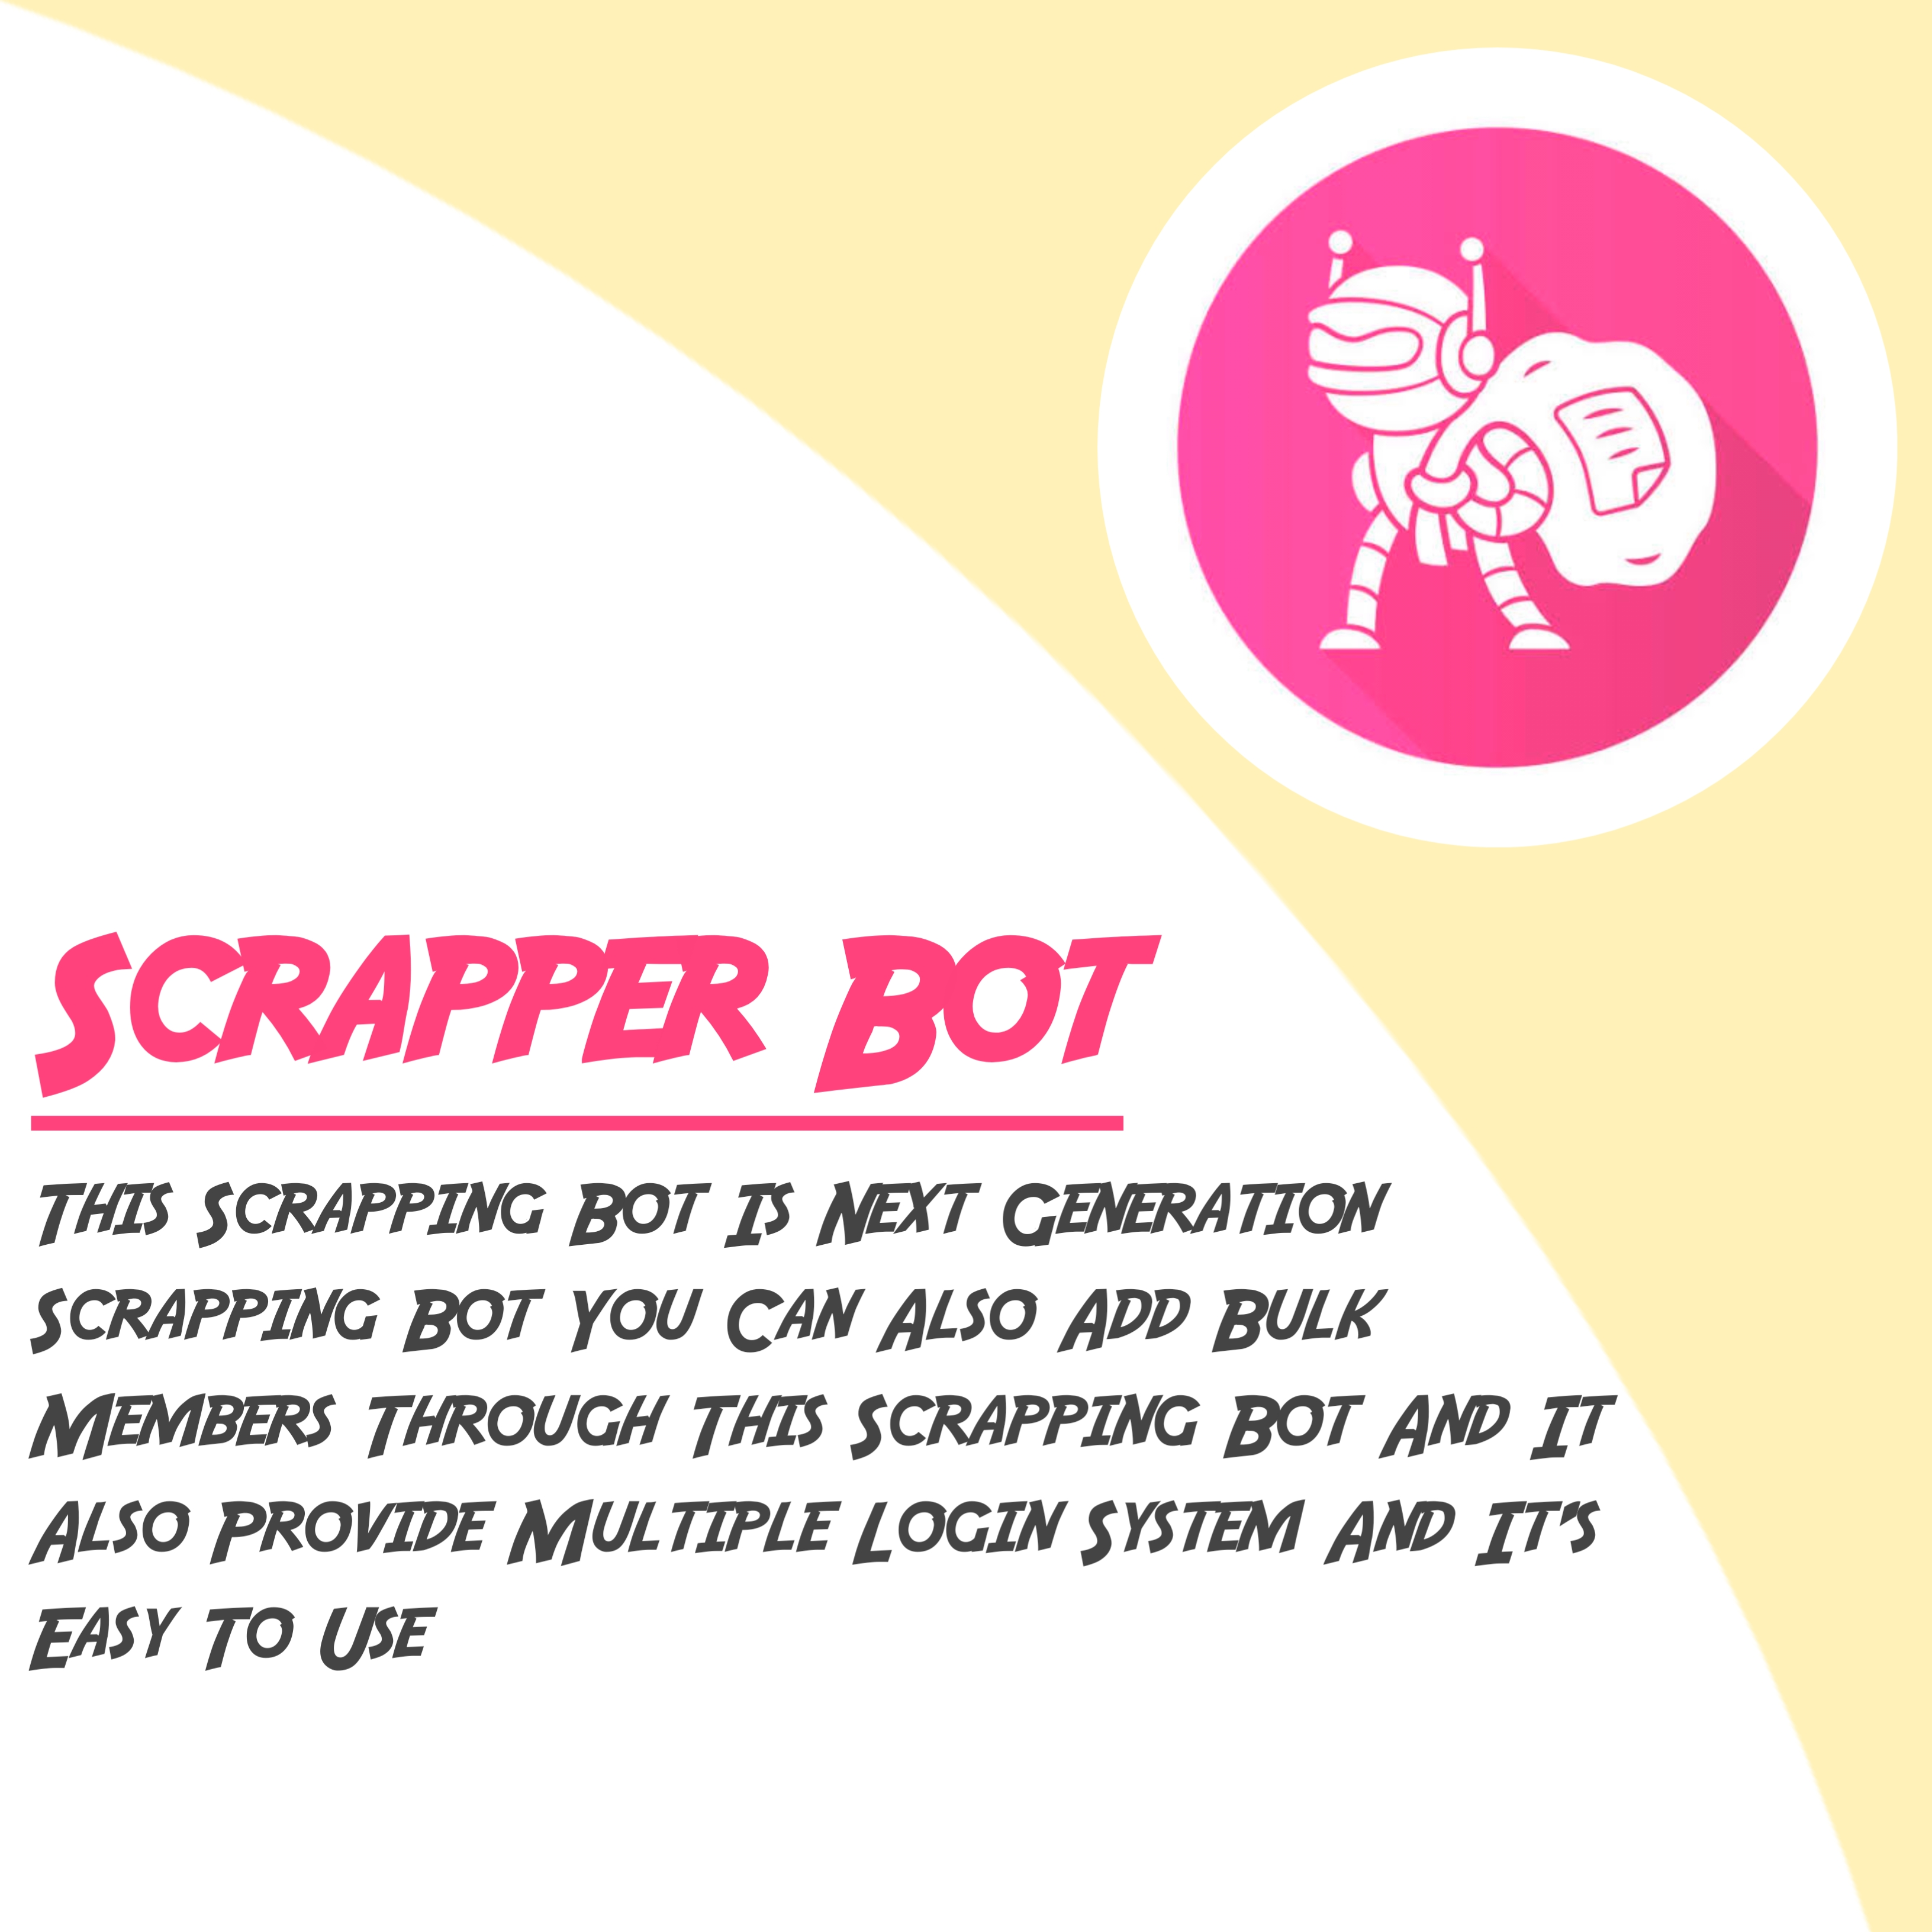 Scrapper Bot
This Scrapping Bot Is Next Generation
Scrapping Bot You Can Also Add Bulk
Members Through This Scrapping Bot And It
Also Provide Multiple Login System And It's
Easy To Use